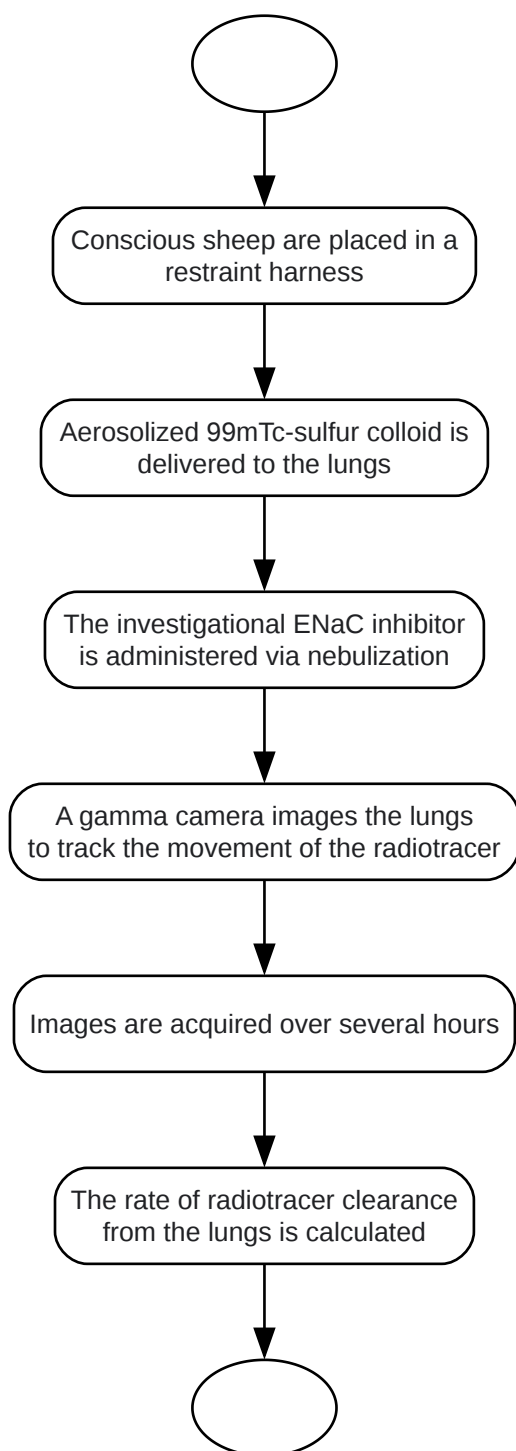 Conscious sheep are placed in a
restraint harness
Aerosolized 99mTc-sulfur colloid is
delivered to the lungs
The investigational ENaC inhibitor
is administered via nebulization
A gamma camera images the lungs
to track the movement of the radiotracer
Images are acquired over several hours
The rate of radiotracer clearance
from the lungs is calculated